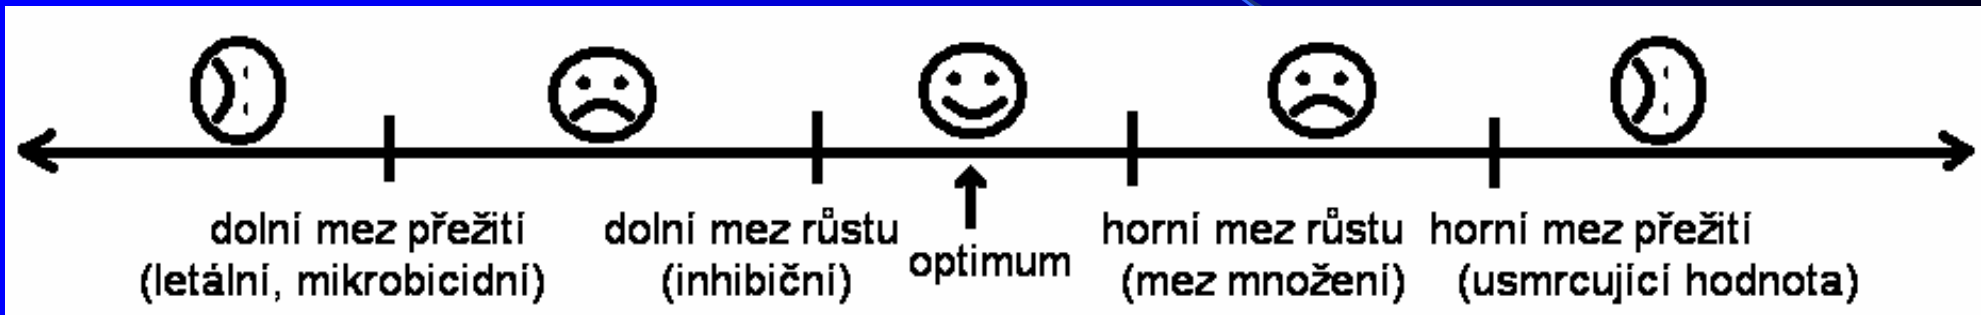 dolní mez přežití
(letální, mikrobicidní)
dolní mez růstu
(inhibiční)
optimum
horní mez růstu
(mez množení)
horní mez přežití
(usmrcující hodnota)